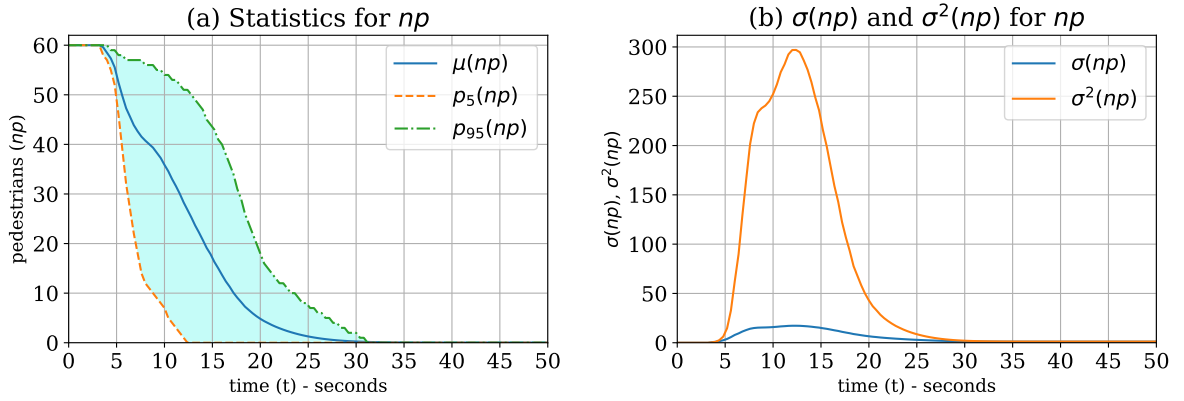 (a) Statistics for np
60
50
40
30
20
10
0
pedestrians (np)
μ(np)
p₅(np)
p₉₅(np)
0 5 10 15 20 25 30 35 40 45 50
time (t) - seconds
(b) σ(np) and σ²(np) for np
300
250
200
150
100
50
0
σ(np), σ²(np)
σ(np)
σ²(np)
0 5 10 15 20 25 30 35 40 45 50
time (t) - seconds